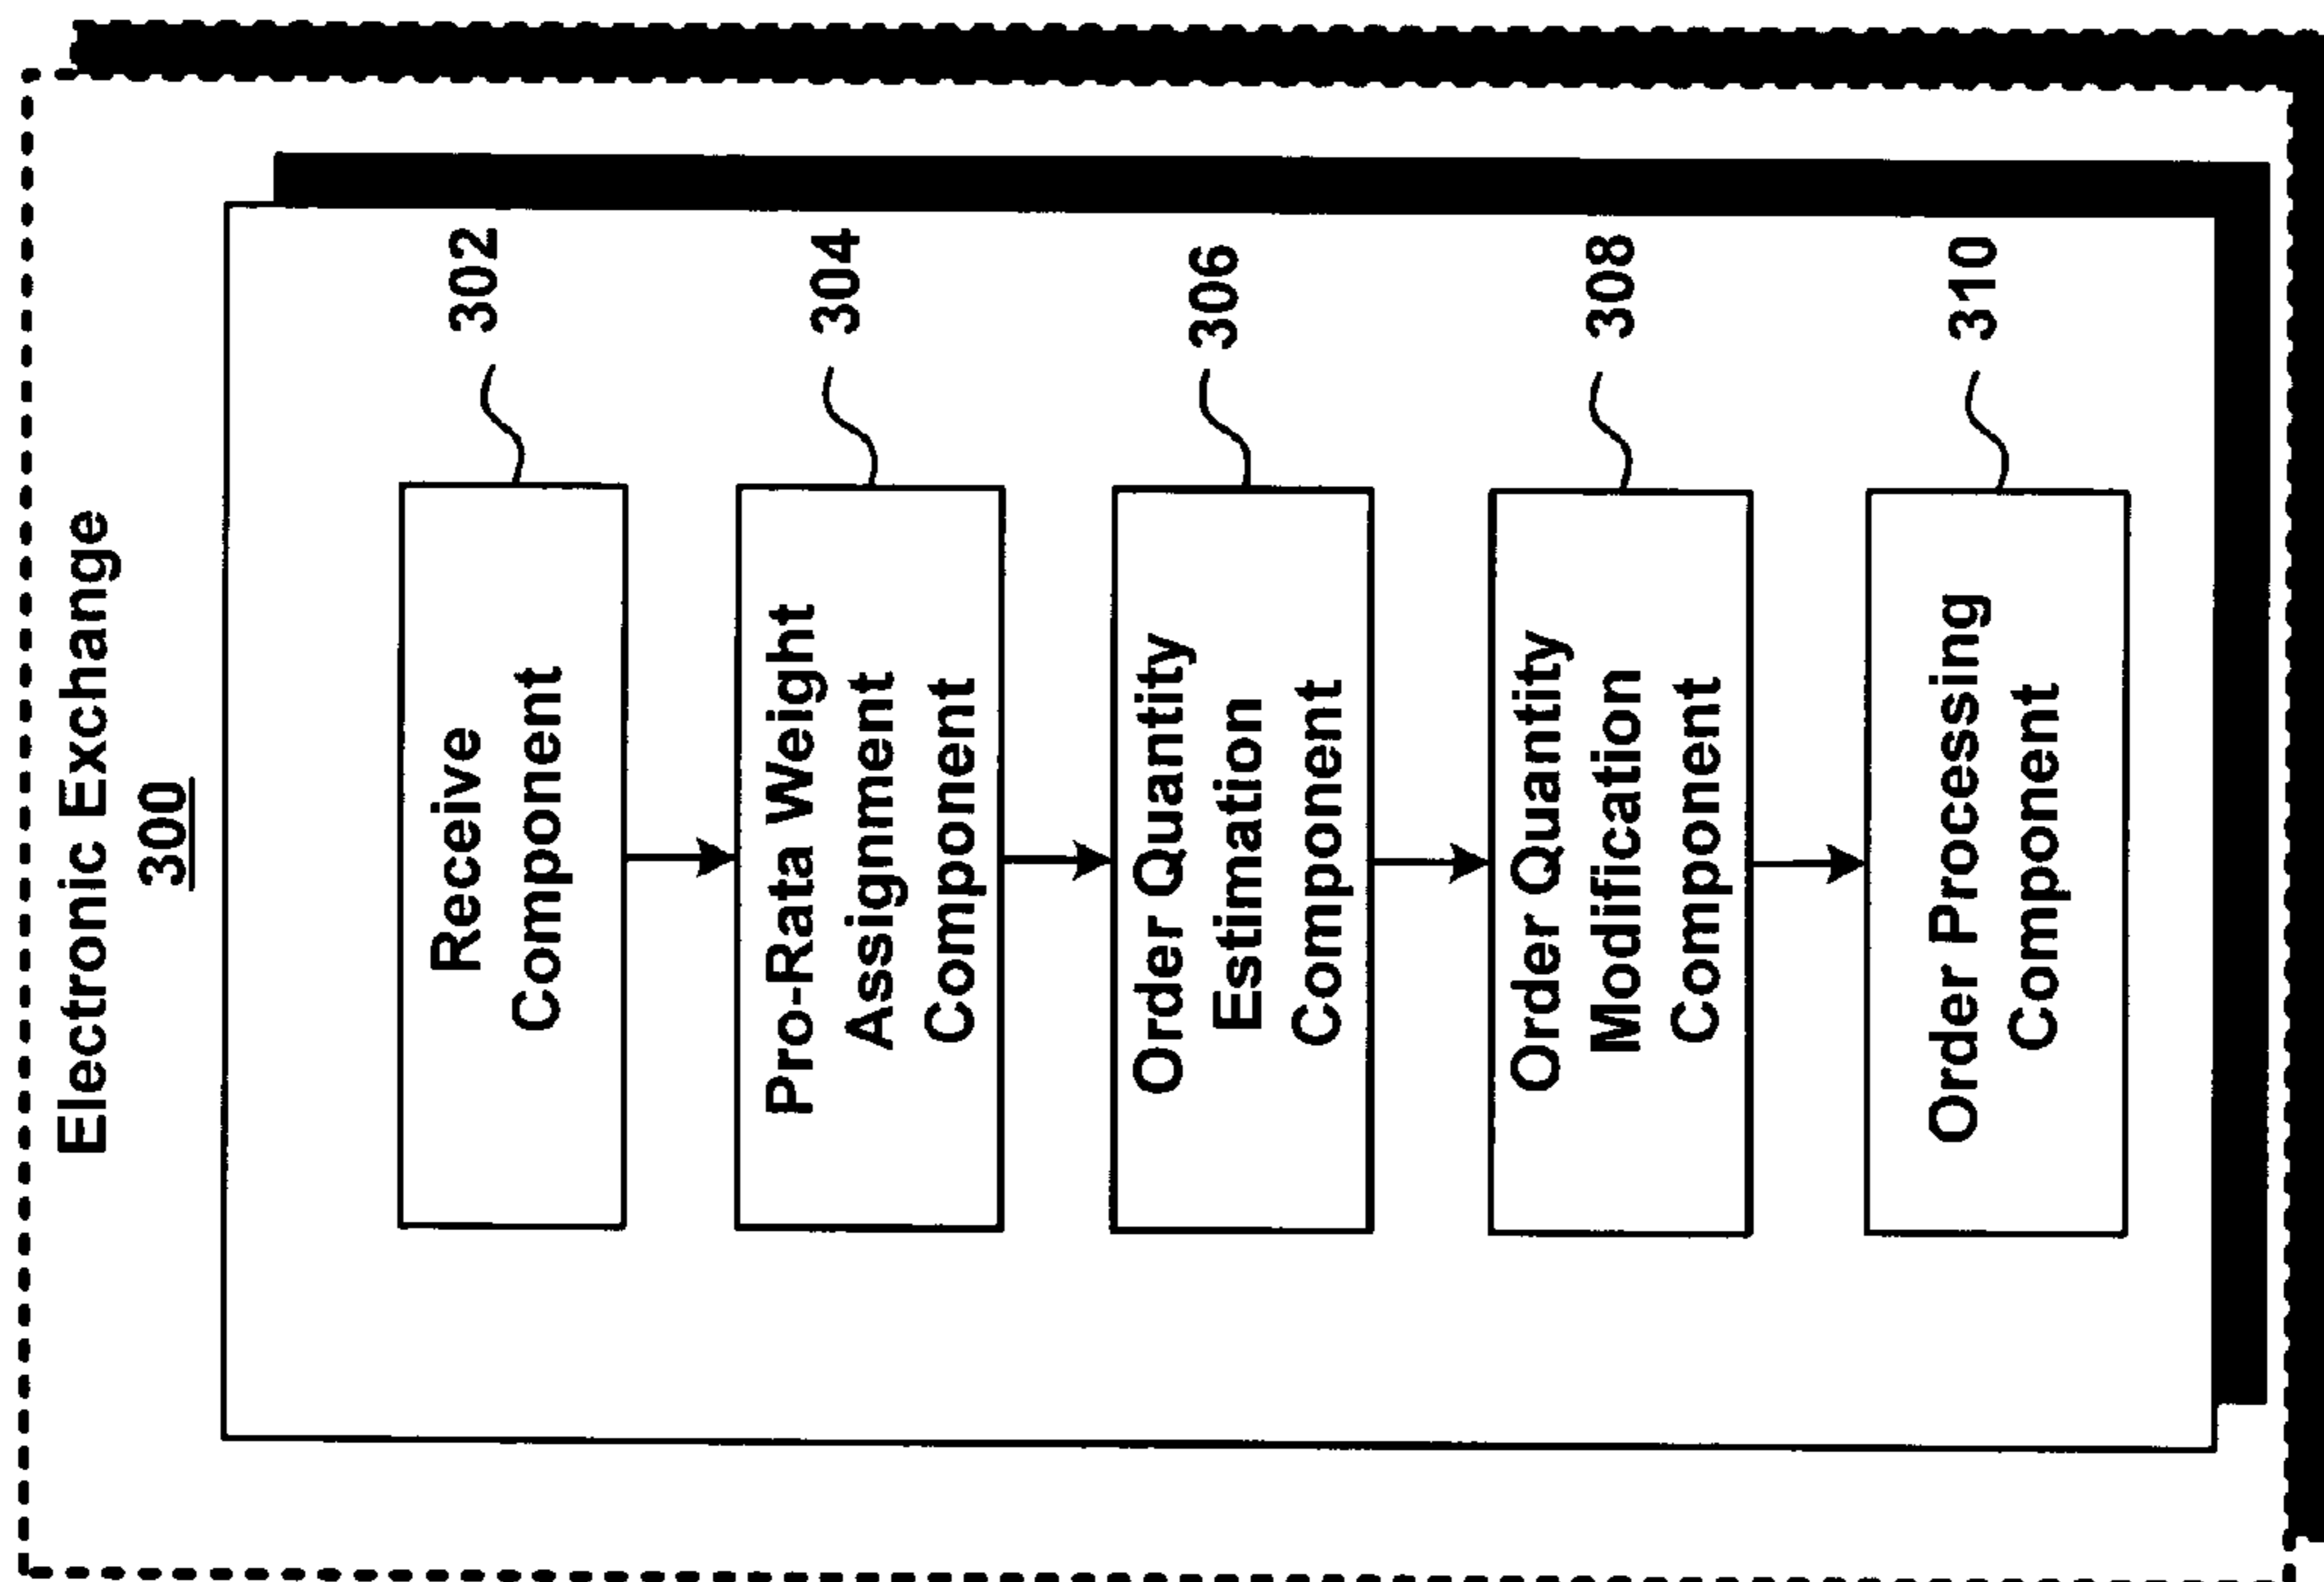 Electronic Exchange
300
Receive
Component
302
Pro-Rata Weight
Assignment
Component
304
Order Quantity
Estimation
Component
306
Order Quantity
Modification
Component
308
Order Processing
Component
310